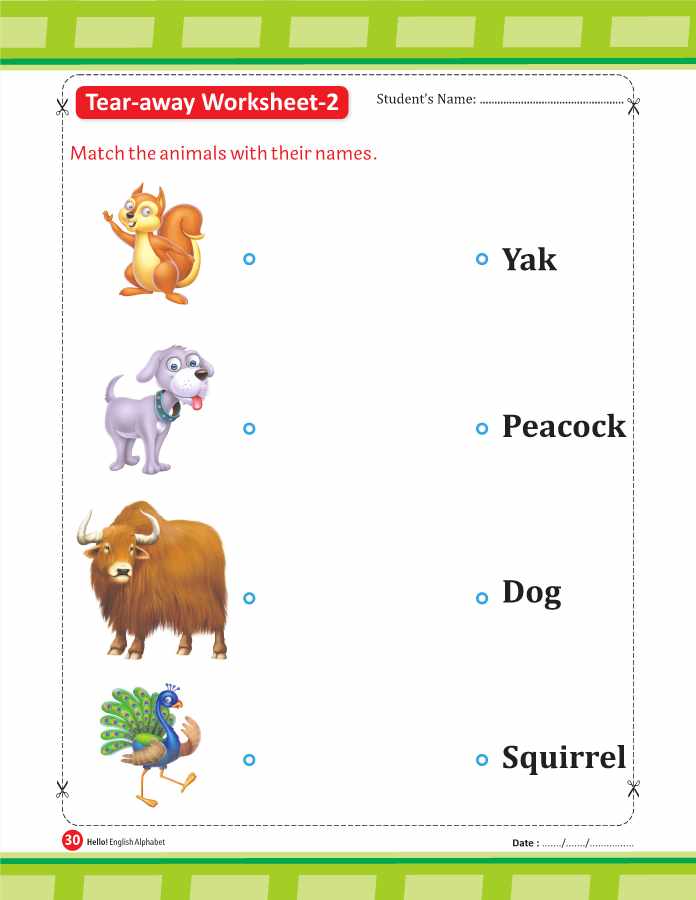 Tear-away Worksheet-2
Student's Name: ............................................
Match the animals with their names.
Yak
Peacock
Dog
Squirrel
30 Hello! English Alphabet
Date : ......./......./...............